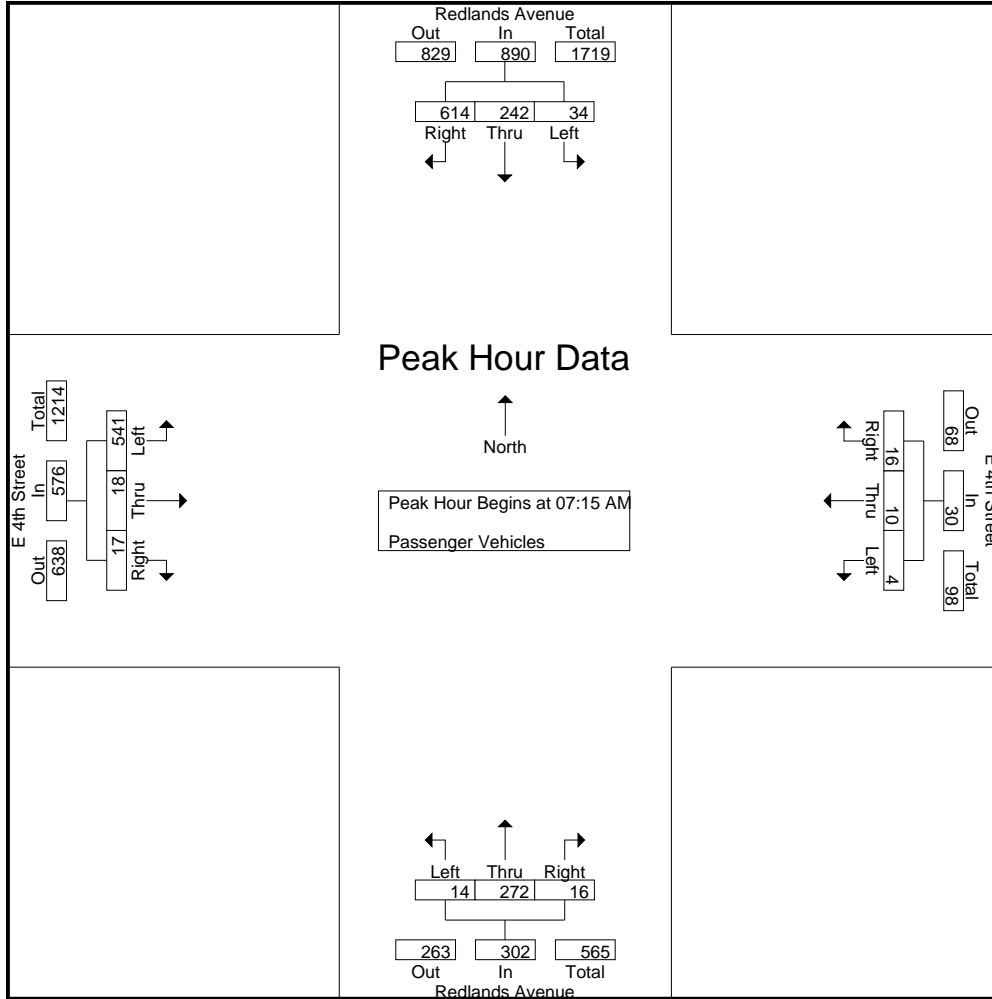 Redlands Avenue
Out In Total
829 890 1719
614 242 34
Right Thru Left
Peak Hour Data
North
Peak Hour Begins at 07:15 AM
Passenger Vehicles
E 4th Street
Out In Total
638 576 1214
17 18 541
Right Thru Left
E 4th Street
Out In Total
68 30 98
16 10 4
Right Thru Left
Left Thru Right
14 272 16
263 302 565
Out In Total
Redlands Avenue